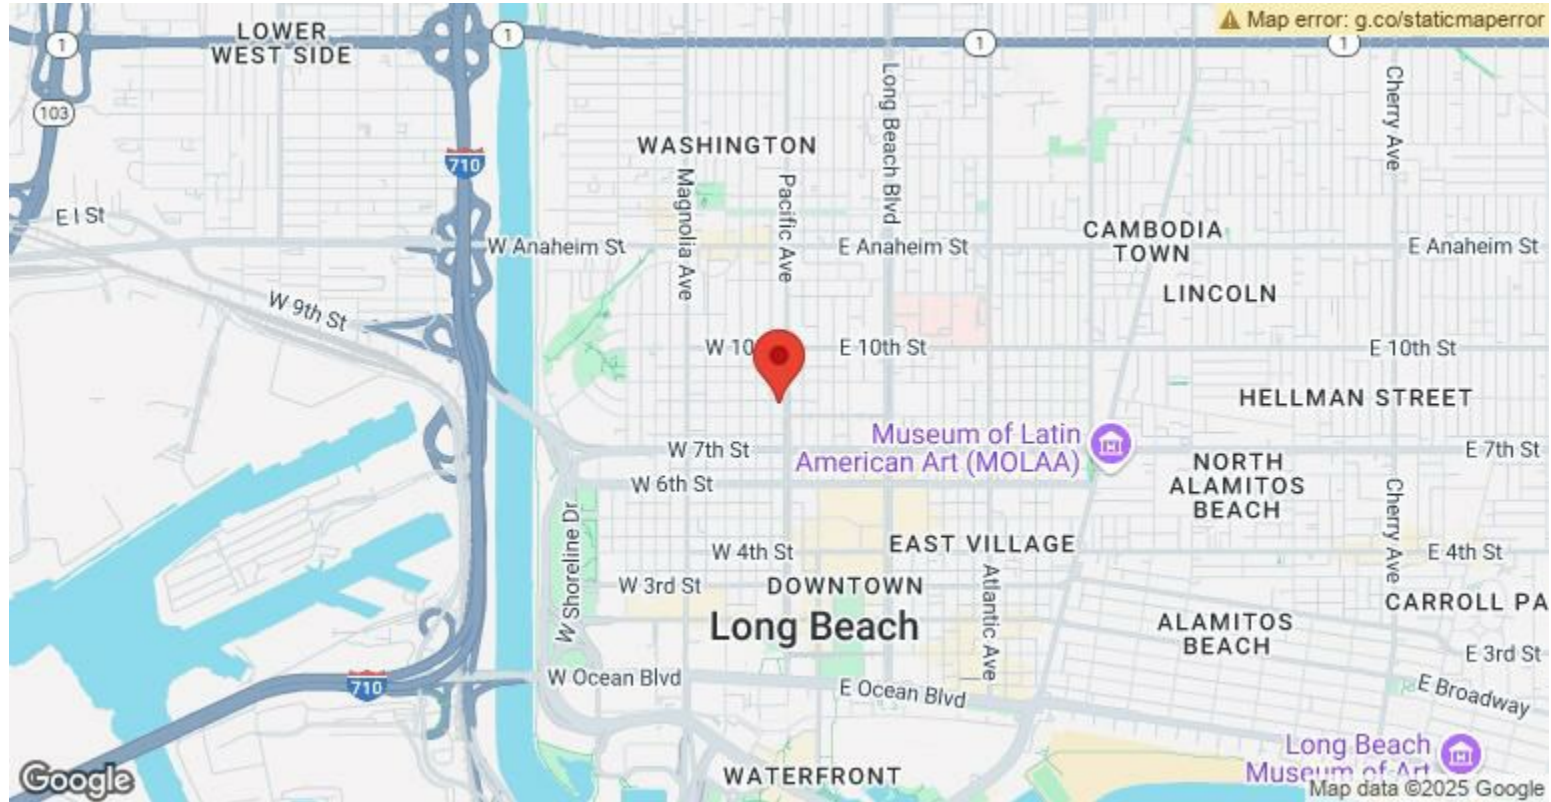 Map error: g.co/staticmaperror
LOWER
WEST SIDE
1
1
1
1
103
710
WASHINGTON
Magnolia Ave
Pacific Ave
Long Beach Blvd
Cherry Ave
E I St
W Anaheim St
E Anaheim St
E Anaheim St
CAMBODIA
TOWN
LINCOLN
W 9th St
W 10
E 10th St
E 10th St
HELLMAN STREET
Museum of Latin
American Art (MOLAA)
W 7th St
E 7th St
W 6th St
NORTH
ALAMITOS
BEACH
Cherry Ave
W Shoreline Dr
W 4th St
EAST VILLAGE
E 4th St
W 3rd St
DOWNTOWN
Atlantic Ave
CARROLL PA
Long Beach
ALAMITOS
BEACH
E 3rd St
710
W Ocean Blvd
E Ocean Blvd
E Broadway
Long Beach
Museum of Art
WATERFRONT
Google
Map data ©2025 Google